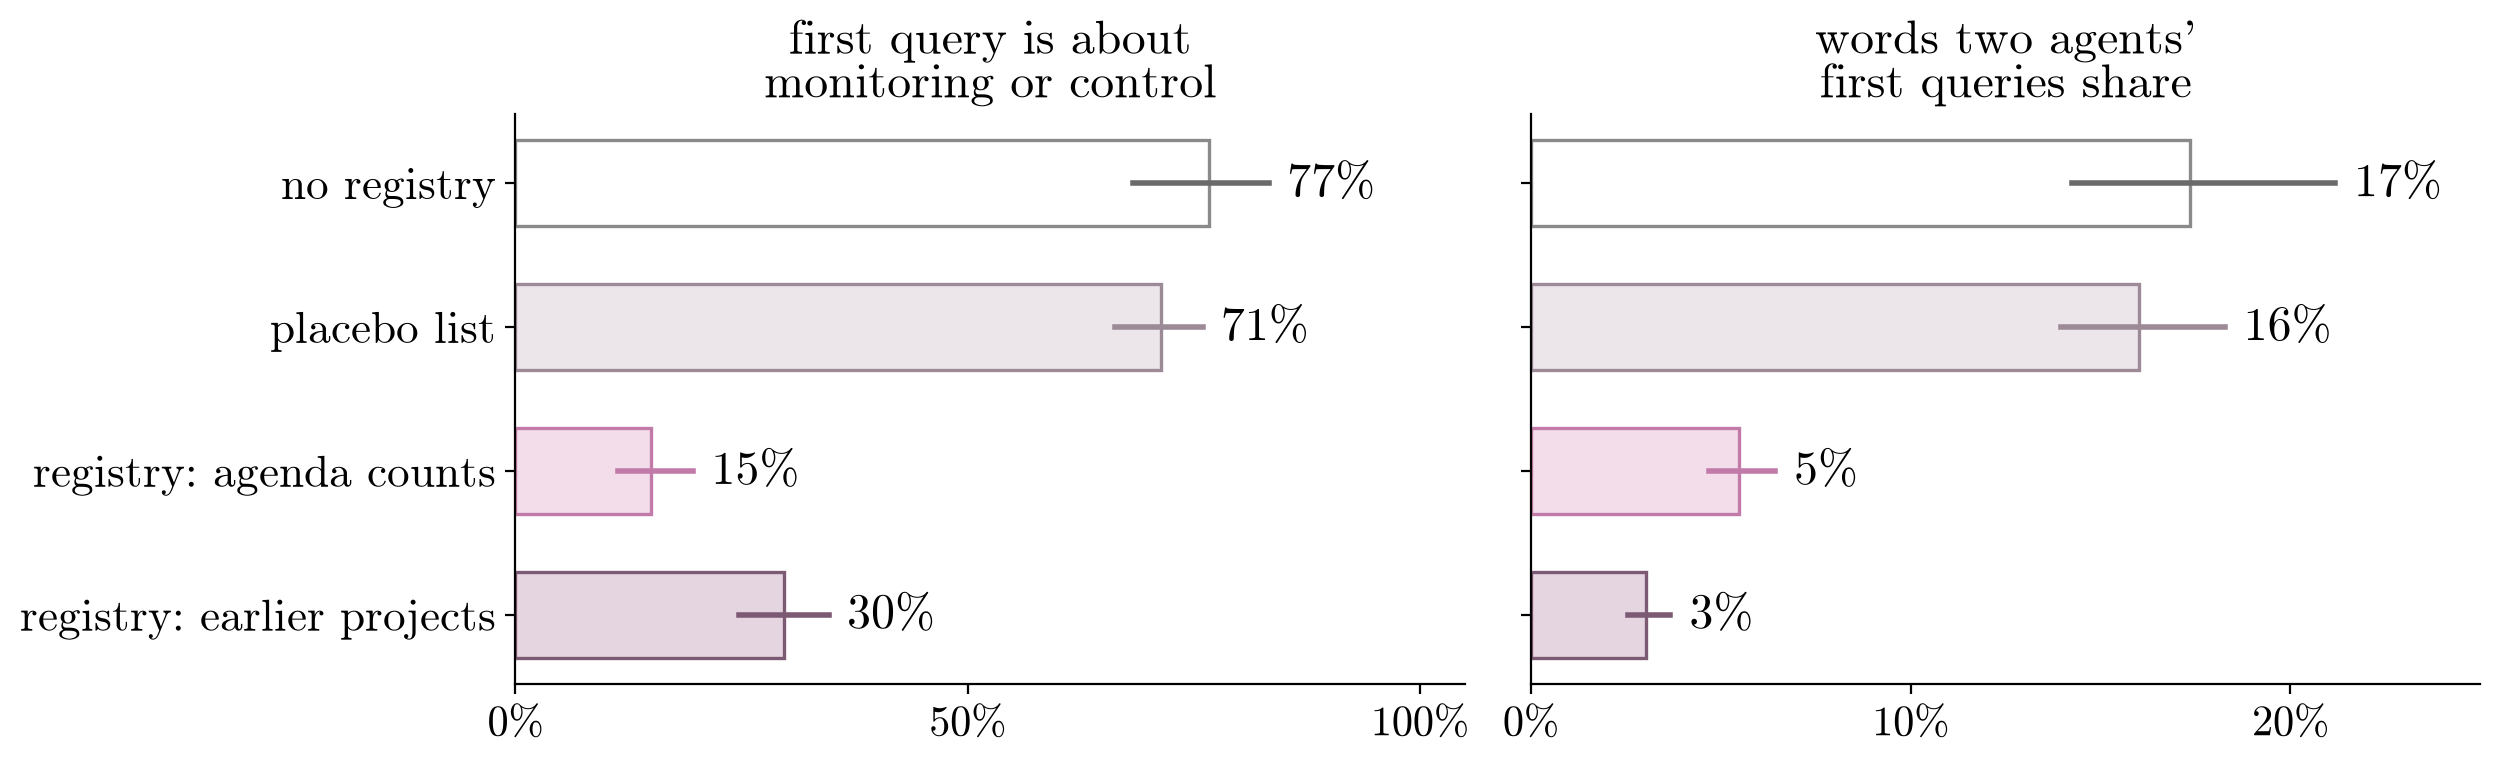 first query is about
monitoring or control
words two agents’
first queries share
no registry
77%
17%
placebo list
71%
16%
registry: agenda counts
15%
5%
registry: earlier projects
30%
3%
0%
50%
100%
0%
10%
20%